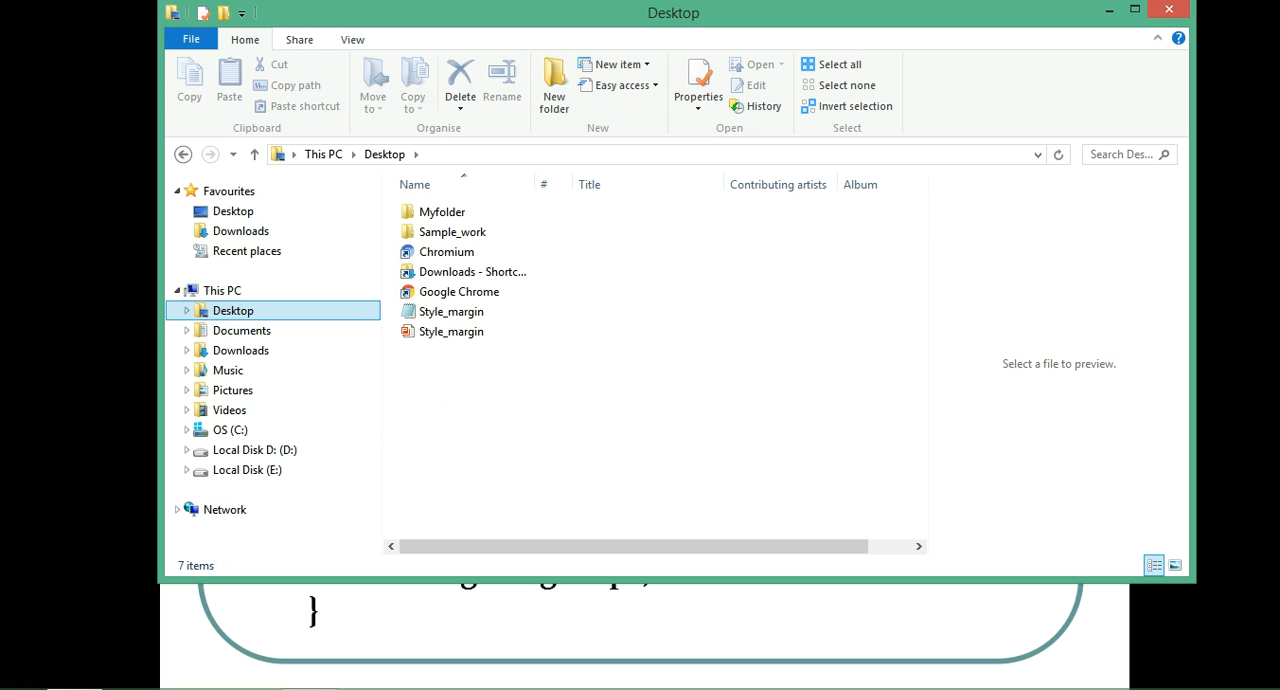 Desktop
File Home Share View
Copy
Paste
Cut
Copy path
Paste shortcut
Clipboard
Move to
Copy to
Delete
Rename
Organise
New folder
New item
Easy access
New
Properties
Open
Edit
History
Open
Select all
Select none
Invert selection
Select
This PC Desktop
Search Des...
Favourites
Desktop
Downloads
Recent places
This PC
Desktop
Documents
Downloads
Music
Pictures
Videos
OS (C:)
Local Disk D: (D:)
Local Disk (E:)
Network
Name # Title Contributing artists Album
Myfolder
Sample_work
Chromium
Downloads - Shortc...
Google Chrome
Style_margin
Style_margin
Select a file to preview.
7 items
}